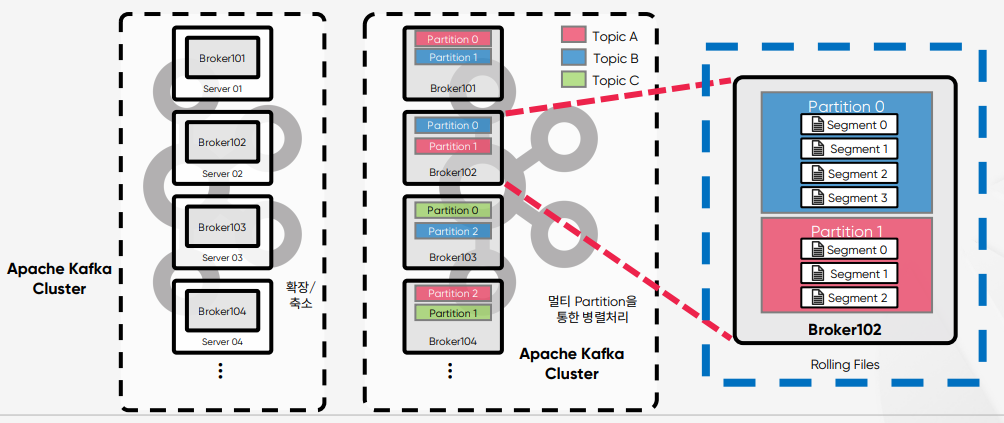 Apache Kafka
Cluster
Broker101
Server 01
Broker102
Server 02
Broker103
Server 03
Broker104
Server 04
확장/
축소
Partition 0
Partition 1
Broker101
Partition 0
Partition 1
Broker102
Partition 0
Partition 2
Broker103
Partition 2
Partition 1
Broker104
Topic A
Topic B
Topic C
멀티 Partition을
통한 병렬처리
Apache Kafka
Cluster
Partition 0
Segment 0
Segment 1
Segment 2
Segment 3
Partition 1
Segment 0
Segment 1
Segment 2
Broker102
Rolling Files